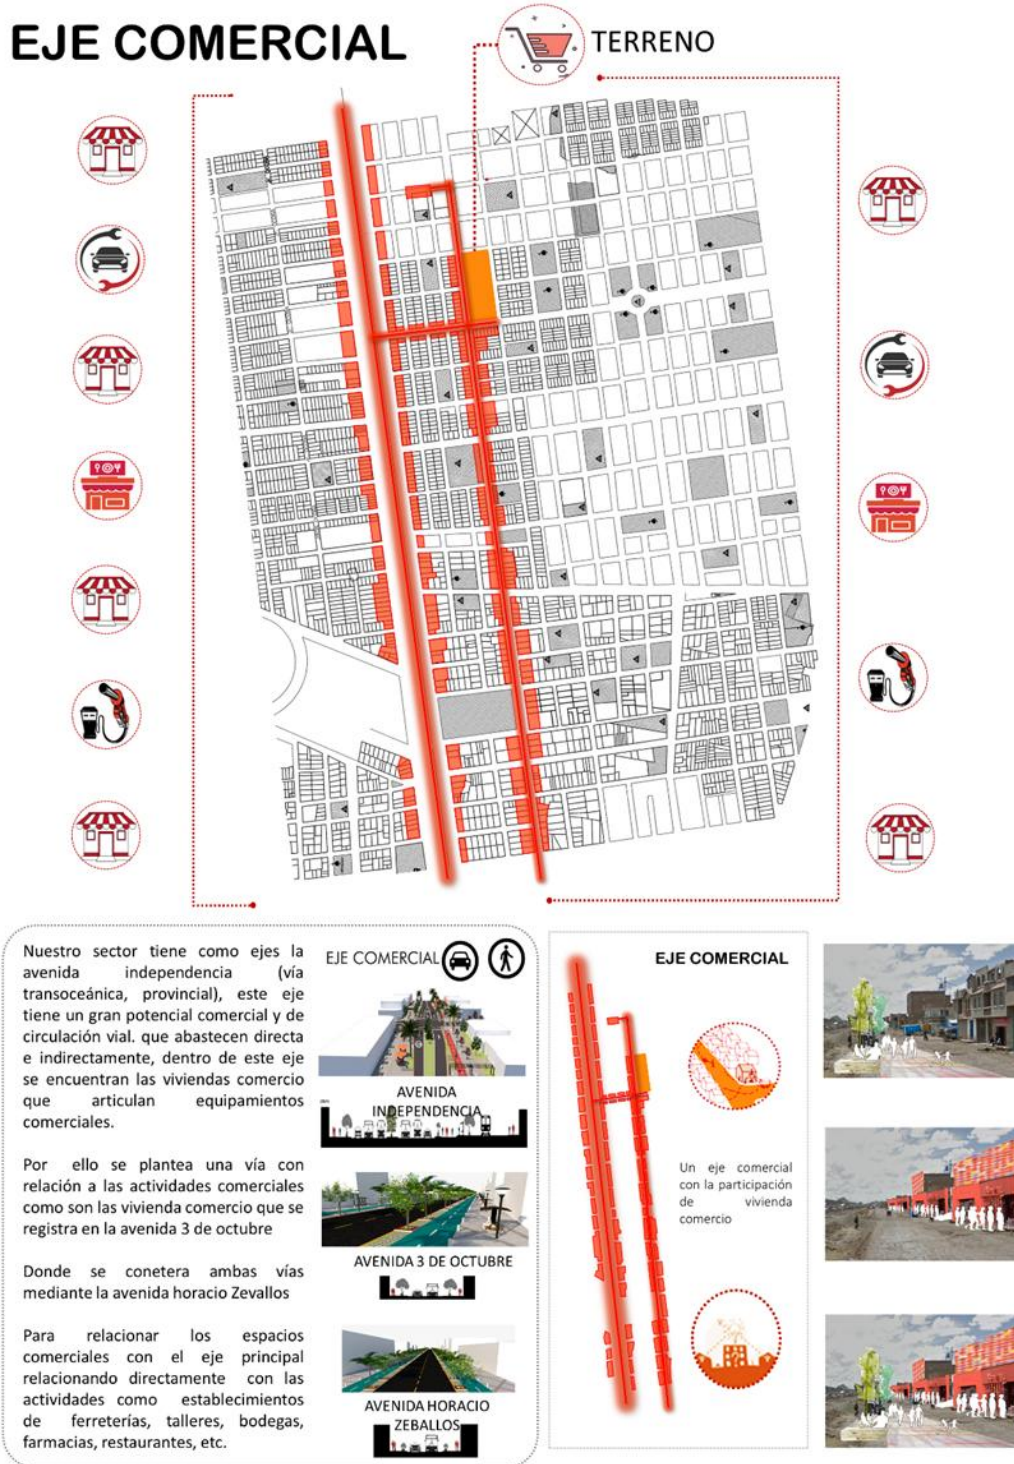 EJE COMERCIAL
TERRENO
Nuestro sector tiene como ejes la
avenida independencia (vía
transoceánica, provincial), este eje
tiene un gran potencial comercial y de
circulación vial. que abastecen directa
e indirectamente, dentro de este eje
se encuentran las viviendas comercio
que articulan equipamientos
comerciales.
Por ello se plantea una vía con
relación a las actividades comerciales
como son las vivienda comercio que se
registra en la avenida 3 de octubre
Donde se conetera ambas vías
mediante la avenida horacio Zevallos
Para relacionar los espacios
comerciales con el eje principal
relacionando directamente con las
actividades como establecimientos
de ferreterías, talleres, bodegas,
farmacias, restaurantes, etc.
EJE COMERCIAL
AVENIDA
INDEPENDENCIA
AVENIDA 3 DE OCTUBRE
AVENIDA HORACIO
ZEBALLOS
EJE COMERCIAL
Un eje comercial
con la participación
de vivienda
comercio